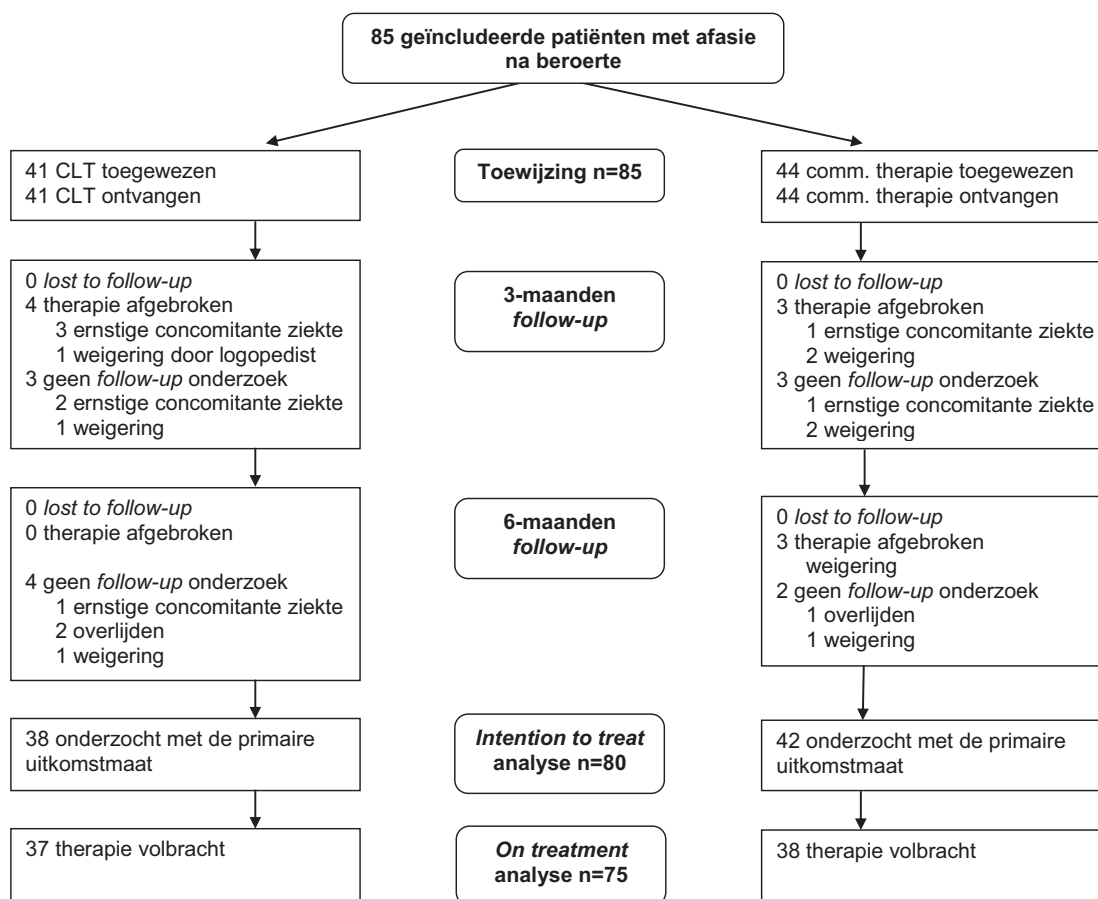 85 geïncludeerde patiënten met afasie
na beroerte
41 CLT toegewezen
41 CLT ontvangen
Toewijzing n=85
44 comm. therapie toegewezen
44 comm. therapie ontvangen
0 lost to follow-up
4 therapie afgebroken
3 ernstige concomitante ziekte
1 weigering door logopedist
3 geen follow-up onderzoek
2 ernstige concomitante ziekte
1 weigering
3-maanden
follow-up
0 lost to follow-up
3 therapie afgebroken
1 ernstige concomitante ziekte
2 weigering
3 geen follow-up onderzoek
1 ernstige concomitante ziekte
2 weigering
0 lost to follow-up
0 therapie afgebroken
4 geen follow-up onderzoek
1 ernstige concomitante ziekte
2 overlijden
1 weigering
6-maanden
follow-up
0 lost to follow-up
3 therapie afgebroken
weigering
2 geen follow-up onderzoek
1 overlijden
1 weigering
38 onderzocht met de primaire
uitkomstmaat
Intention to treat
analyse n=80
42 onderzocht met de primaire
uitkomstmaat
37 therapie volbracht
On treatment
analyse n=75
38 therapie volbracht